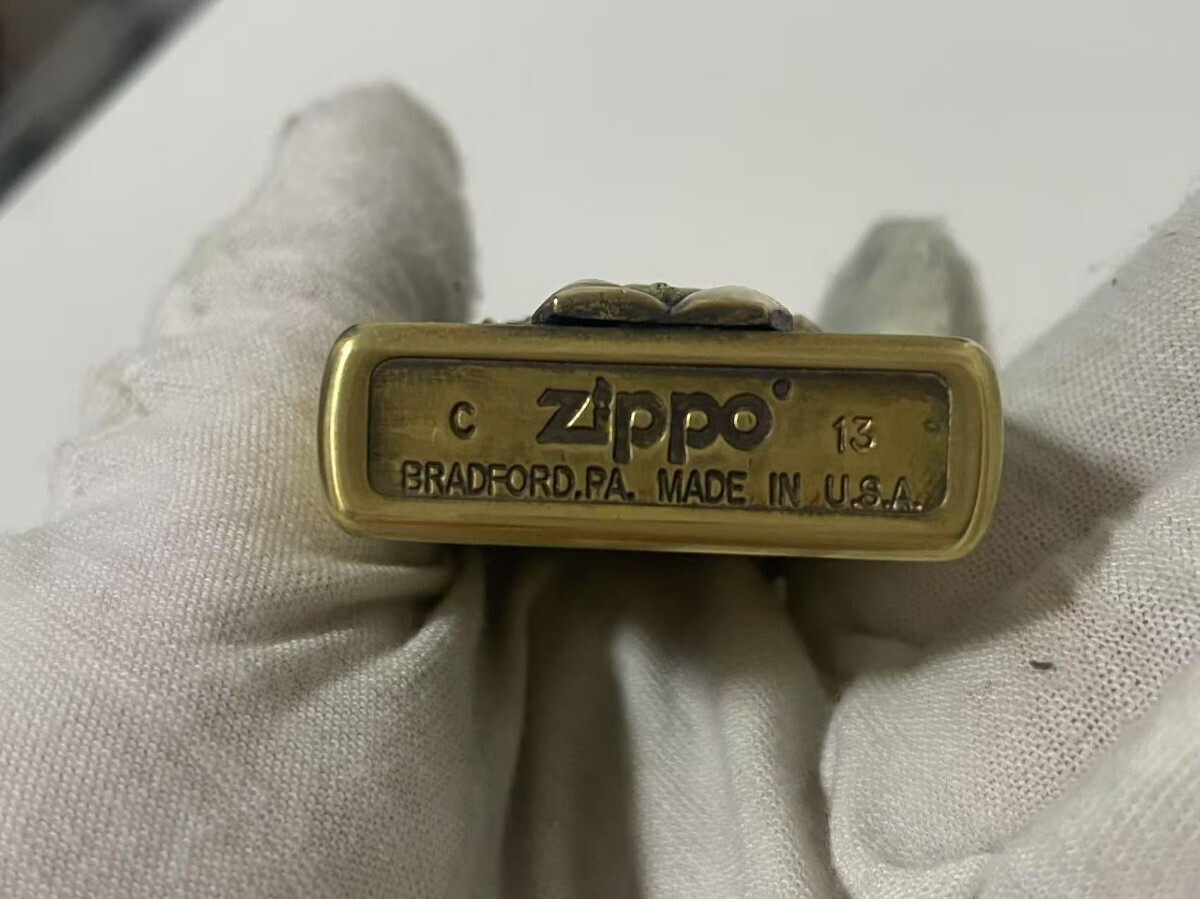 C zippo 13
BRADFORD,PA. MADE IN U.S.A.